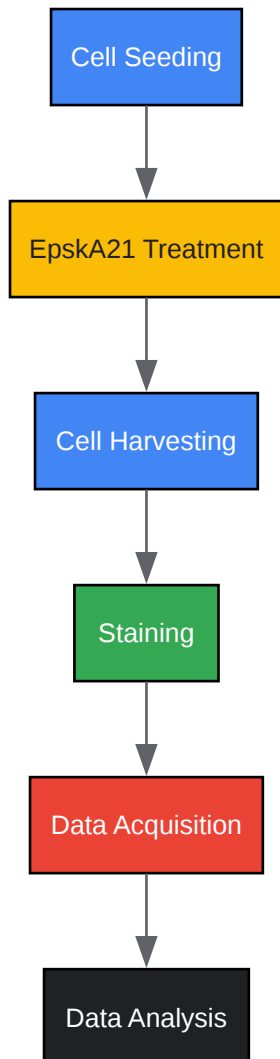 Cell Seeding
EpskA21 Treatment
Cell Harvesting
Staining
Data Acquisition
Data Analysis